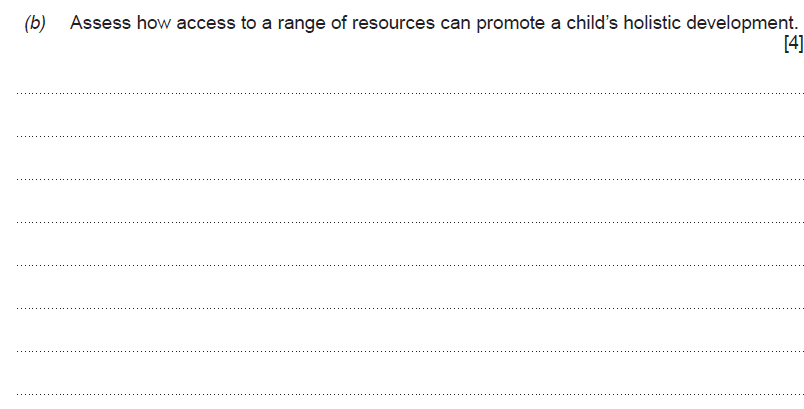 (b) Assess how access to a range of resources can promote a child's holistic development.
[4]